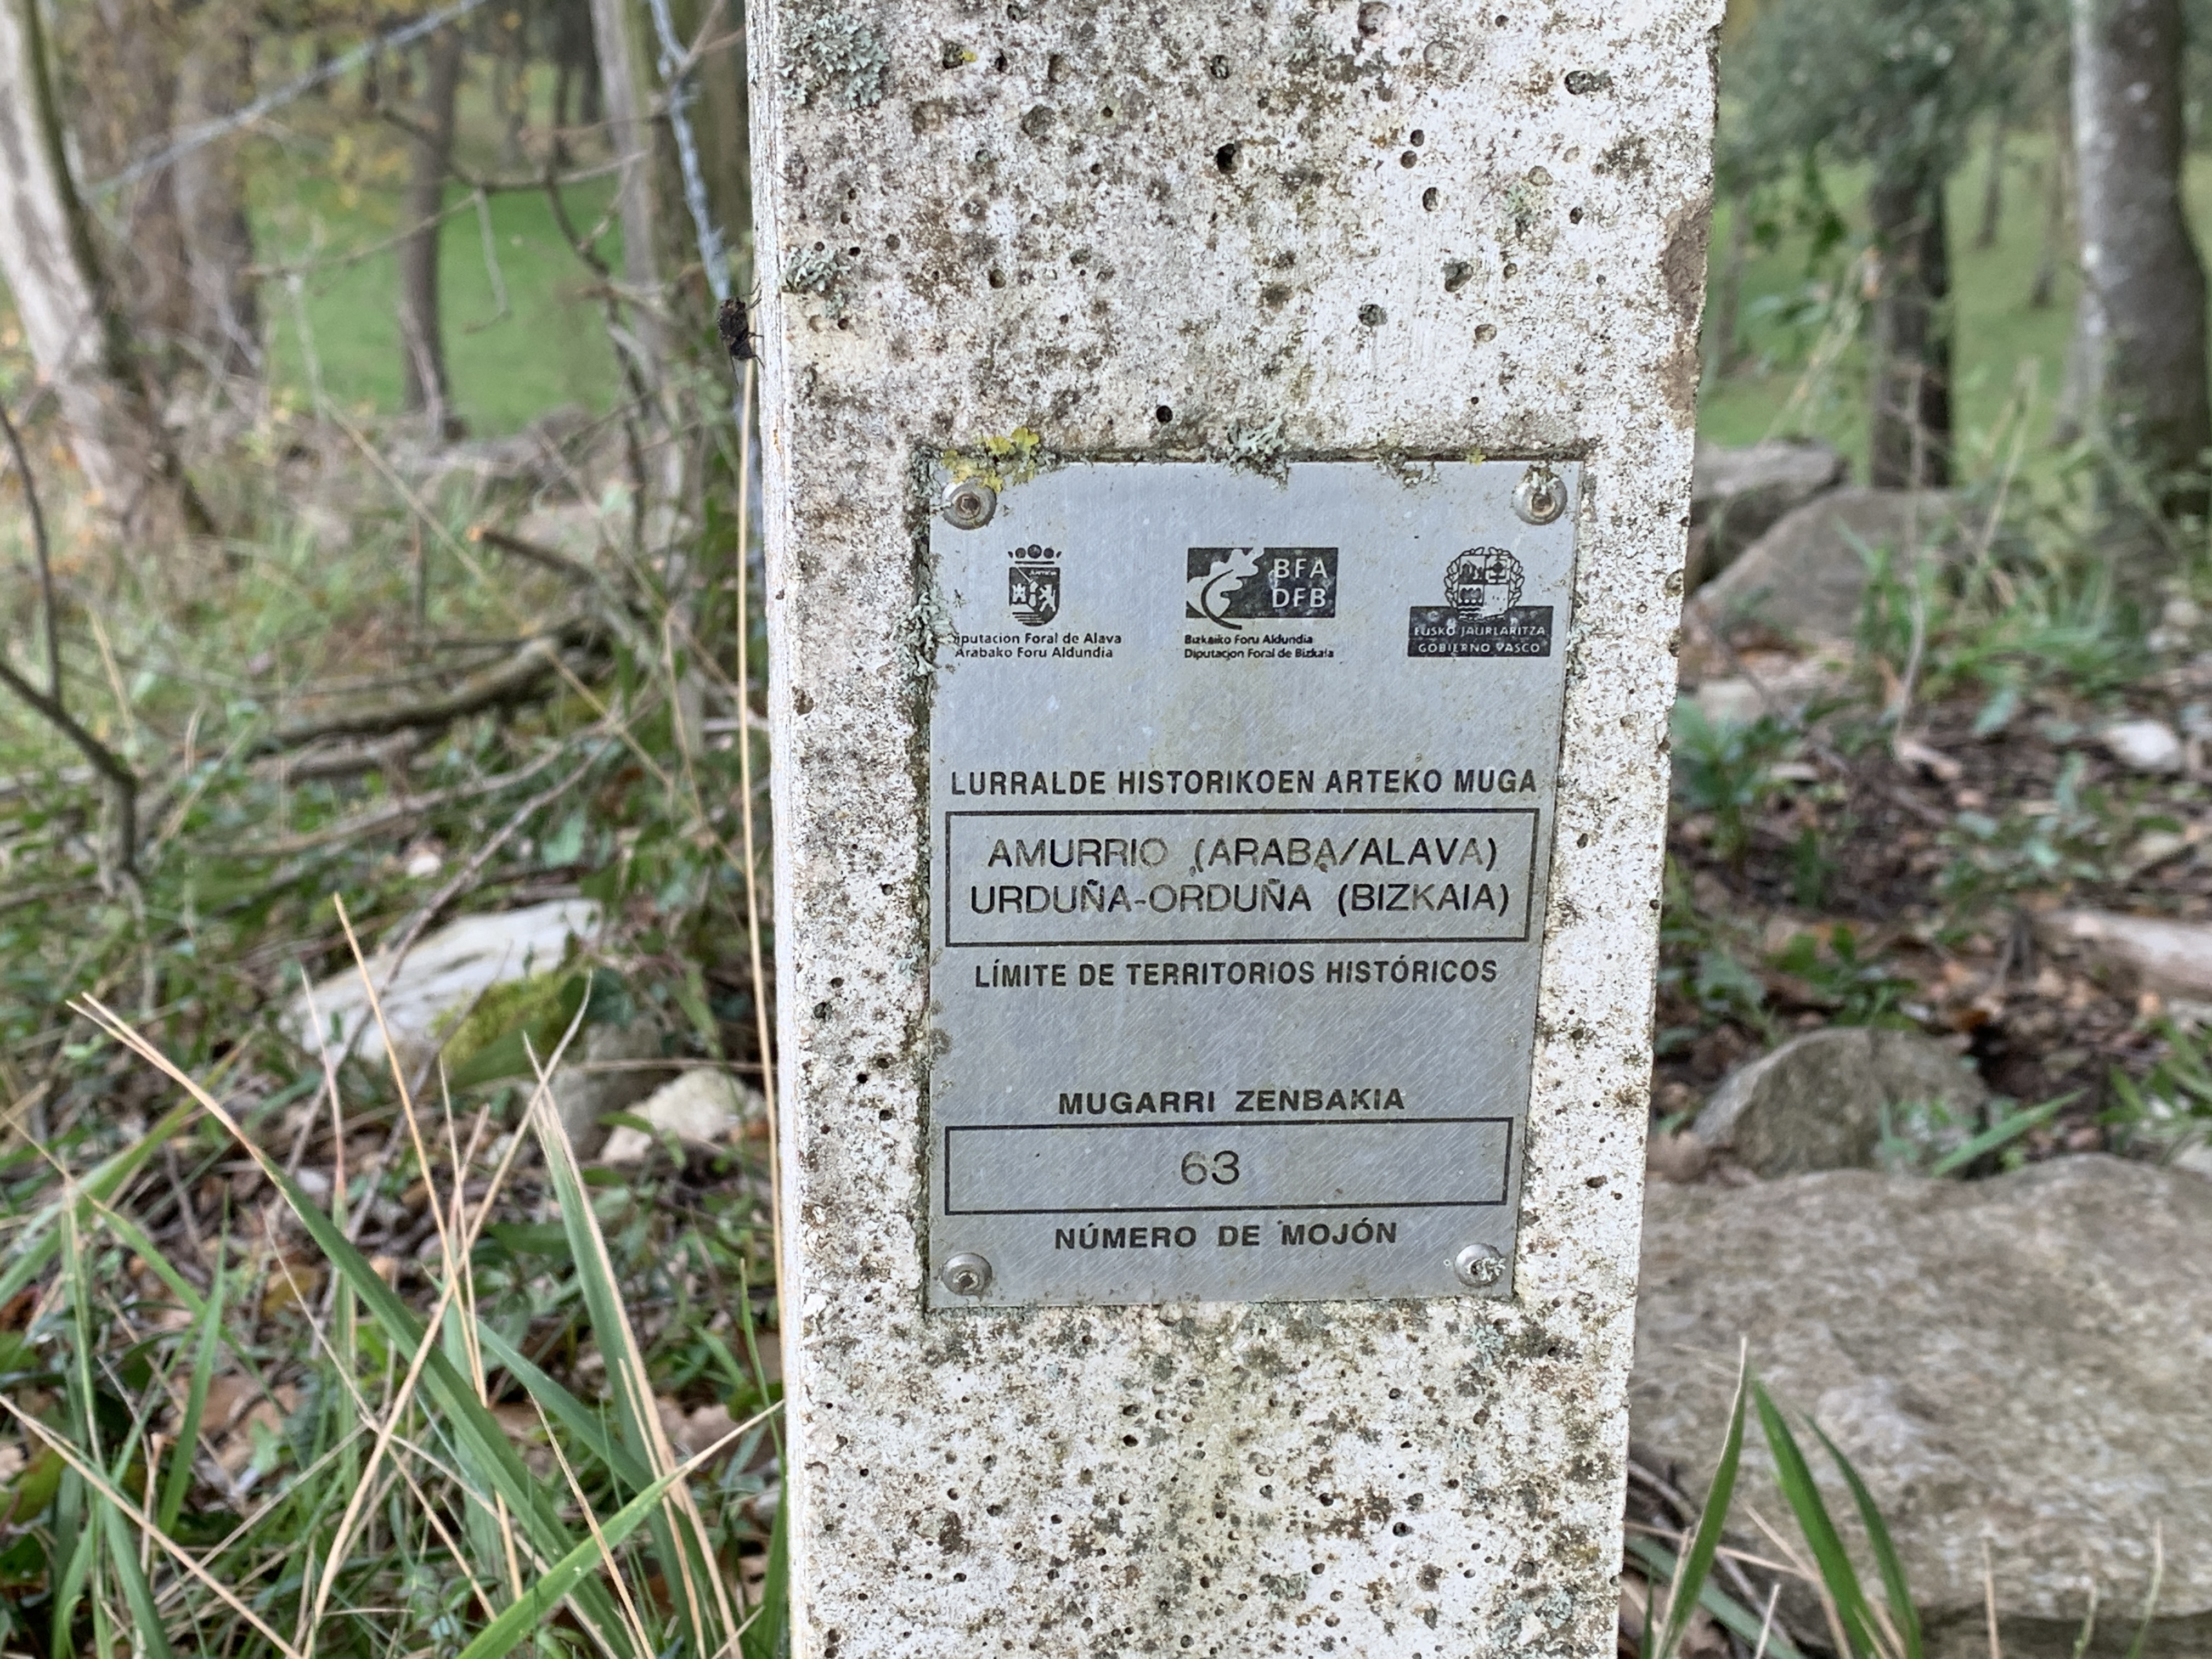 Diputación Foral de Alava
Arabako Foru Aldundia
BFA
DFB
Bizkaiko Foru Aldundia
Diputacion Foral de Bizkaia
EUSKO JAURLARITZA
GOBIERNO VASCO
LURRALDE HISTORIKOEN ARTEKO MUGA
AMURRIO (ARABA/ALAVA)
URDUÑA-ORDUÑA (BIZKAIA)
LÍMITE DE TERRITORIOS HISTÓRICOS
MUGARRI ZENBAKIA
63
NÚMERO DE MOJÓN